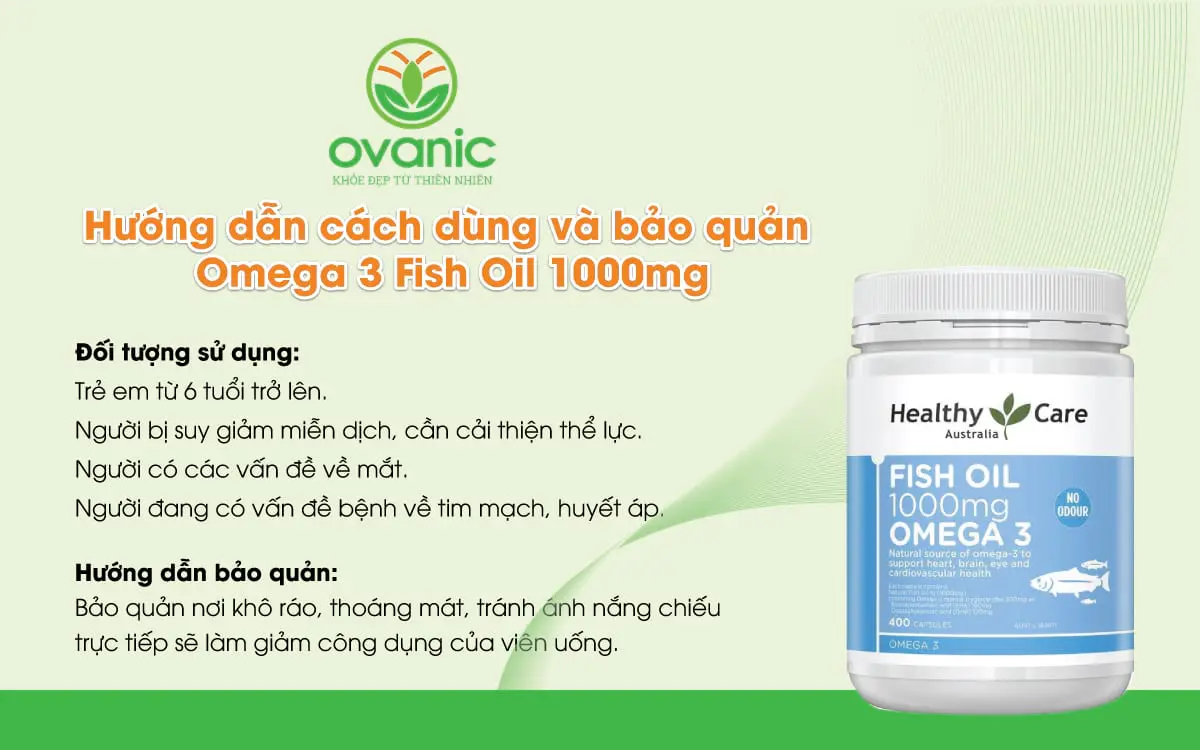 ovanic
KHỎE ĐẸP TỪ THIÊN NHIÊN
Hướng dẫn cách dùng và bảo quản
Omega 3 Fish Oil 1000mg
Đối tượng sử dụng:
Trẻ em từ 6 tuổi trở lên.
Người bị suy giảm miễn dịch, cần cải thiện thể lực.
Người có các vấn đề về mắt.
Người đang có vấn đề bệnh về tim mạch, huyết áp.
Hướng dẫn bảo quản:
Bảo quản nơi khô ráo, thoáng mát, tránh ánh nắng chiếu
trực tiếp sẽ làm giảm công dụng của viên uống.
Healthy Care
Australia
FISH OIL
1000mg
OMEGA 3
NO
ODOUR
Natural source of omega-3 to
support heart, brain, eye and
cardiovascular health
400 CAPSULES
OMEGA 3